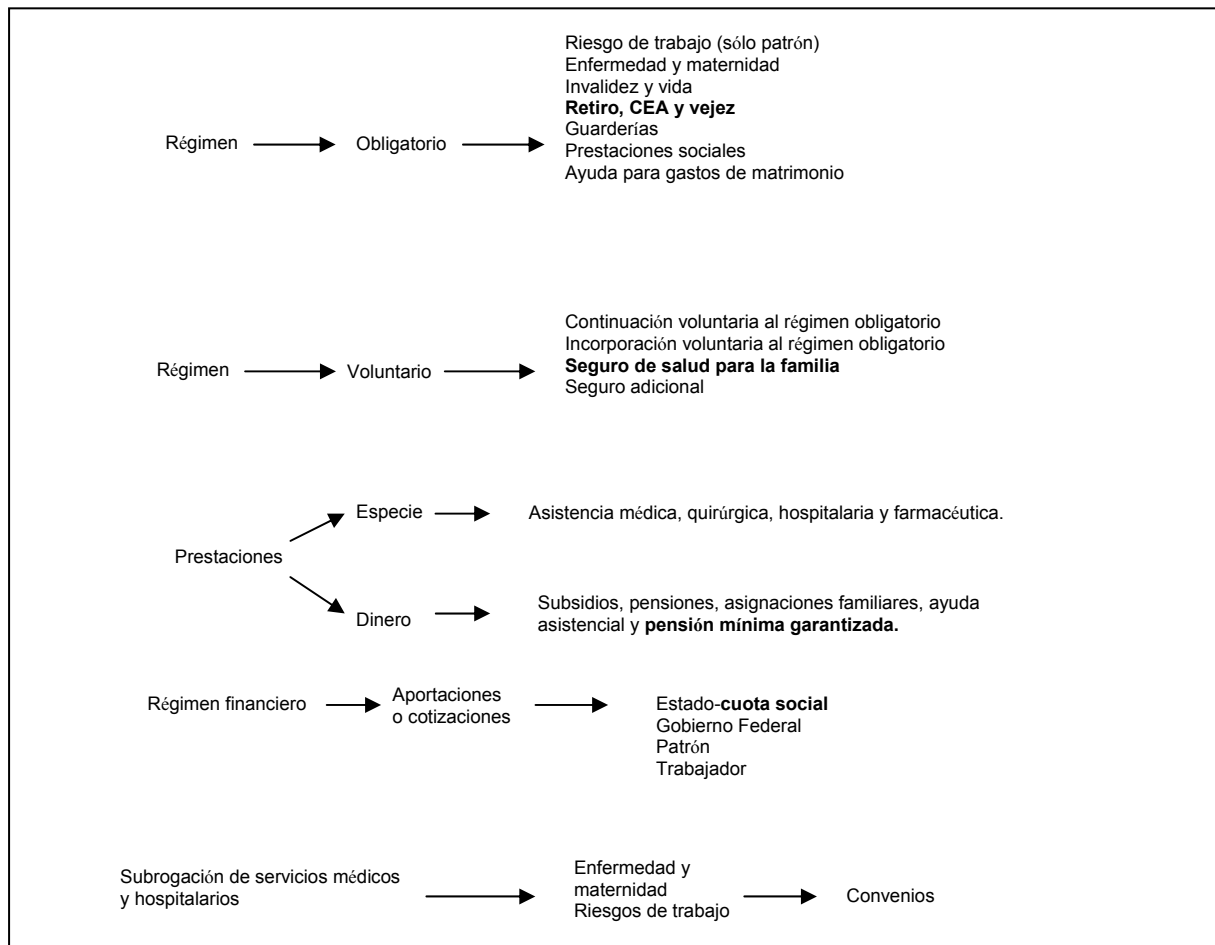 Riesgo de trabajo (sólo patrón)
Enfermedad y maternidad
Invalidez y vida
Retiro, CEA y vejez
Régimen
Obligatorio
Guarderías
Prestaciones sociales
Ayuda para gastos de matrimonio
Continuación voluntaria al régimen obligatorio
Incorporación voluntaria al régimen obligatorio
Régimen
Voluntario
Seguro de salud para la familia
Seguro adicional
Prestaciones
Especie
Asistencia médica, quirúrgica, hospitalaria y farmacéutica.
Dinero
Subsidios, pensiones, asignaciones familiares, ayuda
asistencial y pensión mínima garantizada.
Régimen financiero
Aportaciones
o cotizaciones
Estado-cuota social
Gobierno Federal
Patrón
Trabajador
Subrogación de servicios médicos
y hospitalarios
Enfermedad y
maternidad
Riesgos de trabajo
Convenios